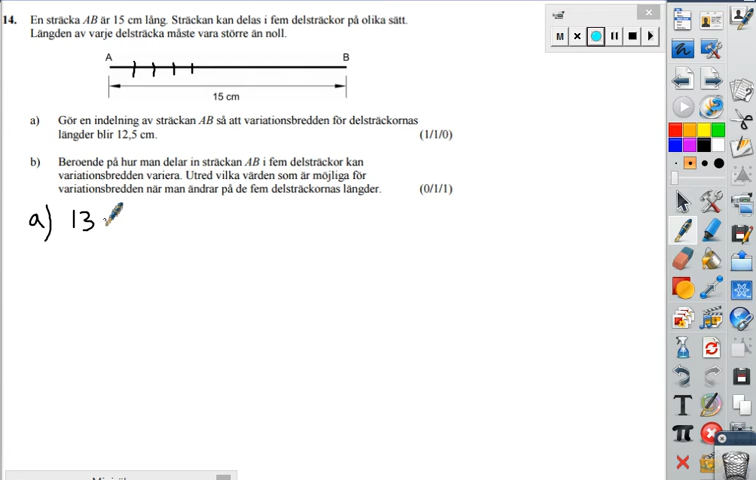 14. En sträcka AB är 15 cm lång. Sträckan kan delas i fem delsträckor på olika sätt.
Längden av varje delsträcka måste vara större än noll.
A B
15 cm
a) Gör en indelning av sträckan AB så att variationsbredden för delsträckornas
längder blir 12,5 cm. (1/1/0)
b) Beroende på hur man delar in sträckan AB i fem delsträckor kan
variationsbredden variera. Utred vilka värden som är möjliga för
variationsbredden när man ändrar på de fem delsträckornas längder. (0/1/1)
a) 13
M
T
π